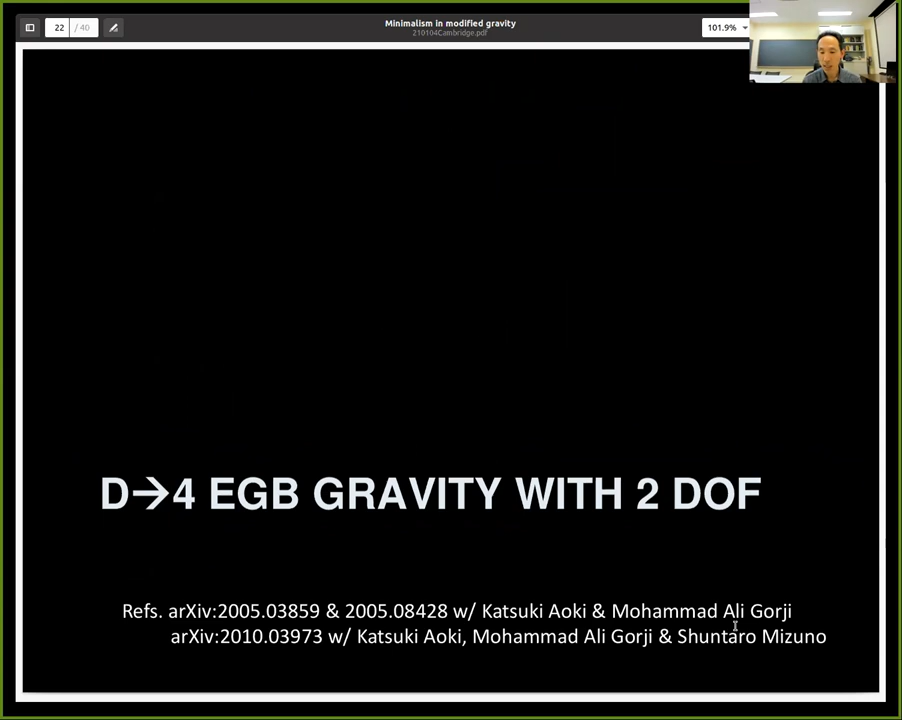 22 / 40
Minimalism in modified gravity
210104Cambridge.pdf
101.9%
D→4 EGB GRAVITY WITH 2 DOF
Refs. arXiv:2005.03859 & 2005.08428 w/ Katsuki Aoki & Mohammad Ali Gorji
arXiv:2010.03973 w/ Katsuki Aoki, Mohammad Ali Gorji & Shuntaro Mizuno